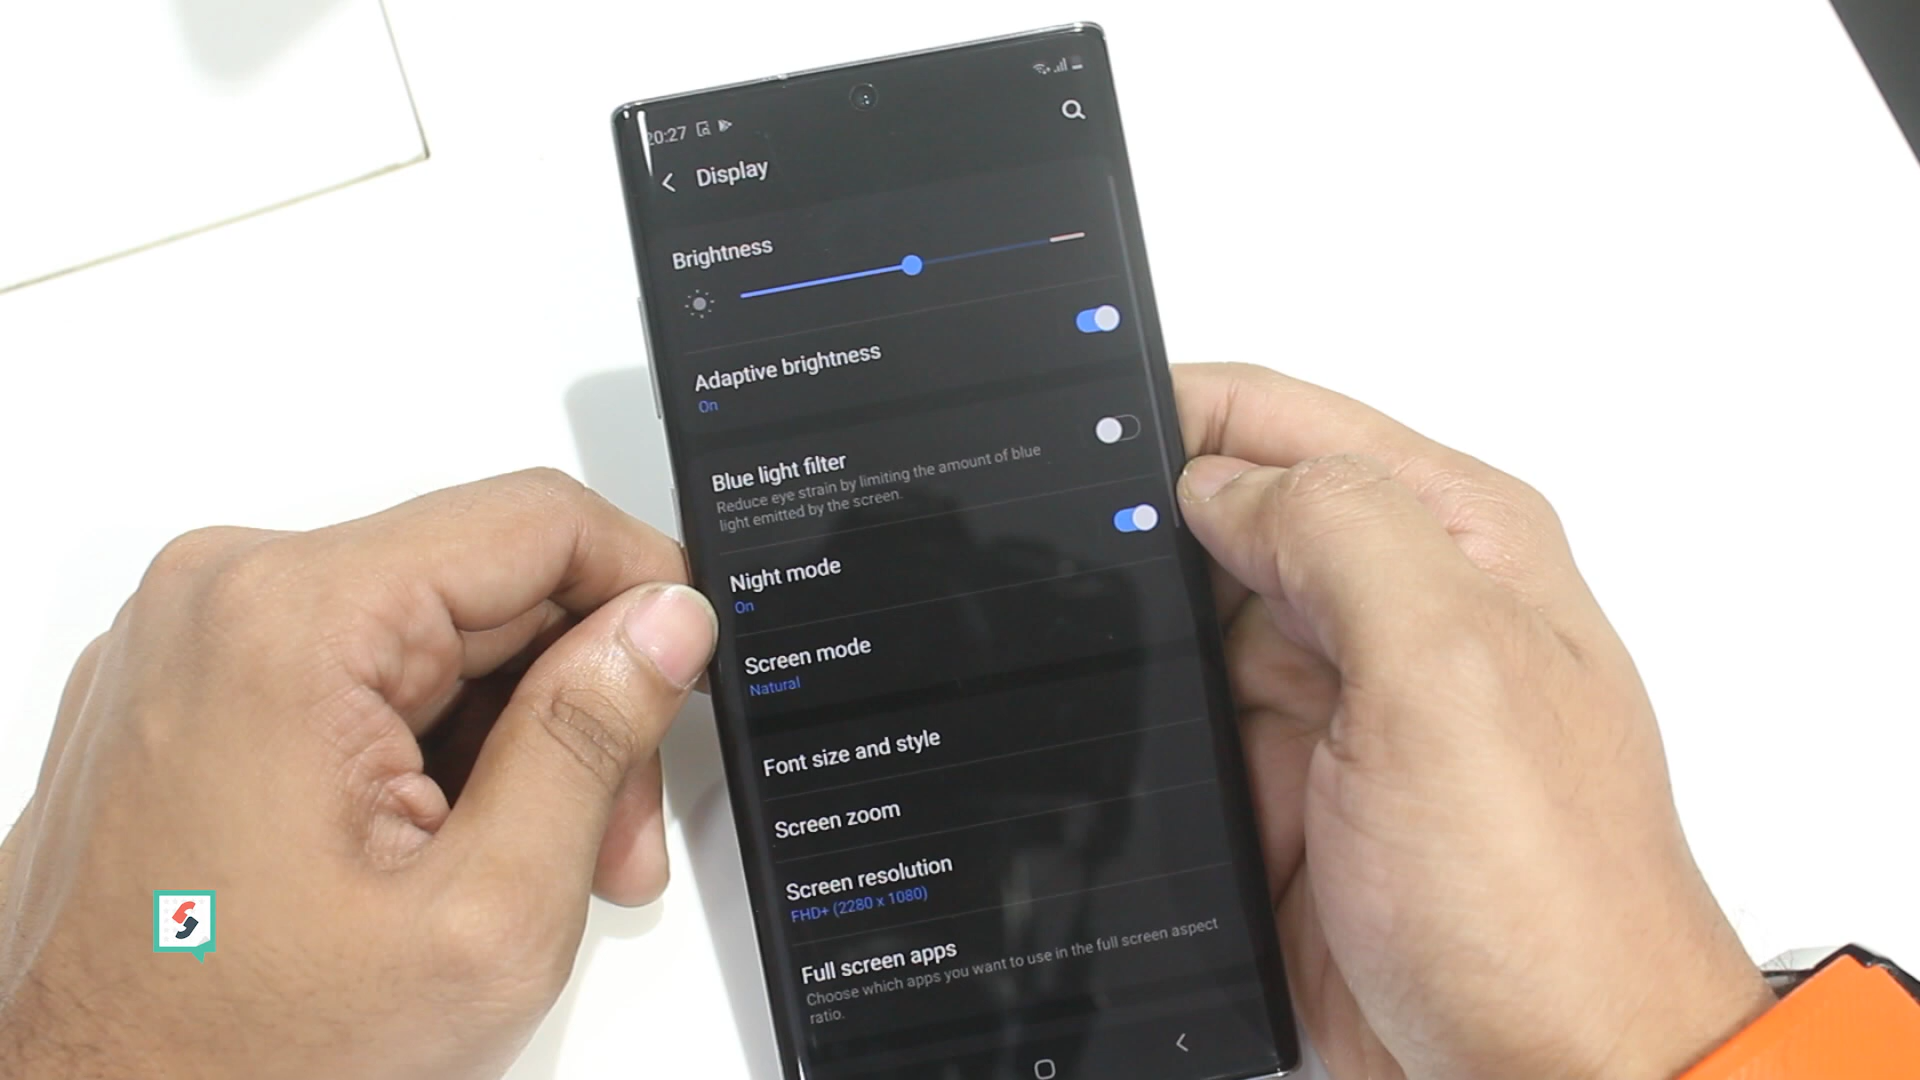 20:27
Display
Brightness
Adaptive brightness
On
Blue light filter
Reduce eye strain by limiting the amount of blue
light emitted by the screen.
Night mode
On
Screen mode
Natural
Font size and style
Screen zoom
Screen resolution
FHD+ (2280 x 1080)
Full screen apps
Choose which apps you want to use in the full screen aspect
ratio.